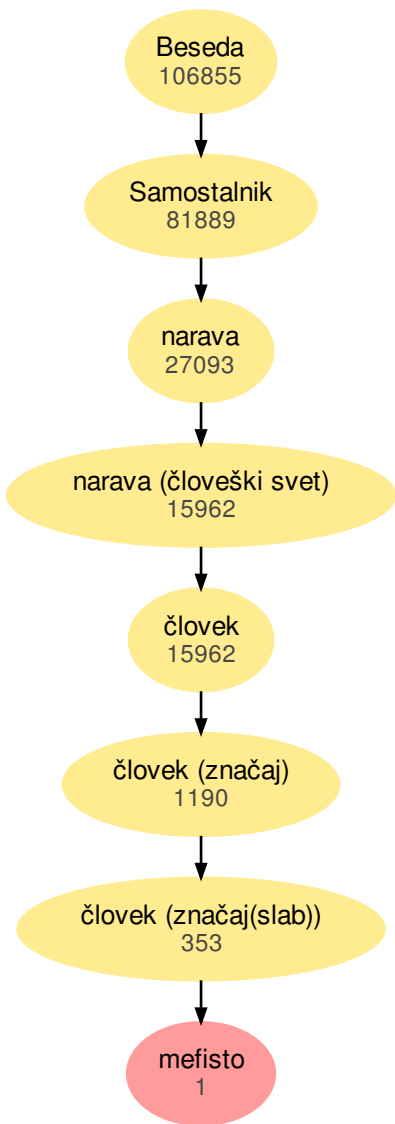 Beseda
106855
Samostalnik
81889
narava
27093
narava (človeški svet)
15962
človek
15962
človek (značaj)
1190
človek (značaj(slab))
353
mefisto
1